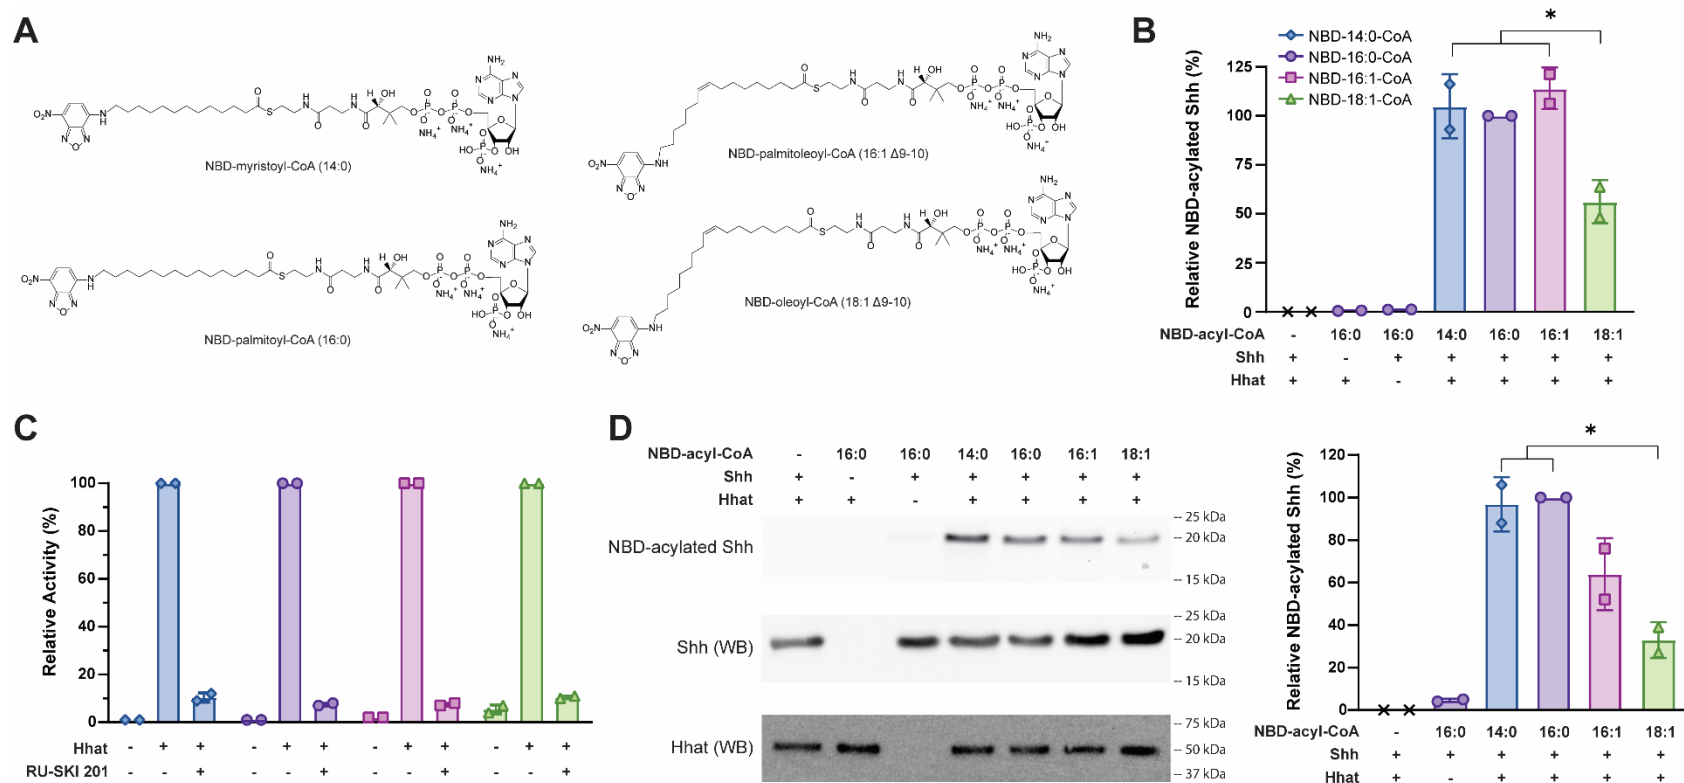 A
NH₂
N
O
S
H
N
OH
O₂N
NH₄⁺
HO
NBD-myristoyl-CoA (14:0)
NBD-palmitoleoyl-CoA (16:1 Δ9-10)
NBD-palmitoyl-CoA (16:0)
NBD-oleoyl-CoA (18:1 Δ9-10)
B
NBD-14:0-CoA
NBD-16:0-CoA
NBD-16:1-CoA
NBD-18:1-CoA
*
Relative NBD-acylated Shh (%)
125
100
75
50
25
0
NBD-acyl-CoA - 16:0 16:0 14:0 16:0 16:1 18:1
Shh + - + + + + +
Hhat + + - + + + +
C
Relative Activity (%)
100
80
60
40
20
0
Hhat - + + - + + - + + - + +
RU-SKI 201 - - + - - + - - + - - +
D
NBD-acyl-CoA - 16:0 16:0 14:0 16:0 16:1 18:1
Shh + - + + + + +
Hhat + + - + + + +
NBD-acylated Shh
-- 25 kDa
-- 20 kDa
-- 15 kDa
Shh (WB)
-- 25 kDa
-- 20 kDa
-- 15 kDa
Hhat (WB)
-- 75 kDa
-- 50 kDa
-- 37 kDa
*
Relative NBD-acylated Shh (%)
120
100
80
60
40
20
0
NBD-acyl-CoA - 16:0 14:0 16:0 16:1 18:1
Shh + + + + + +
Hhat + - + + + +